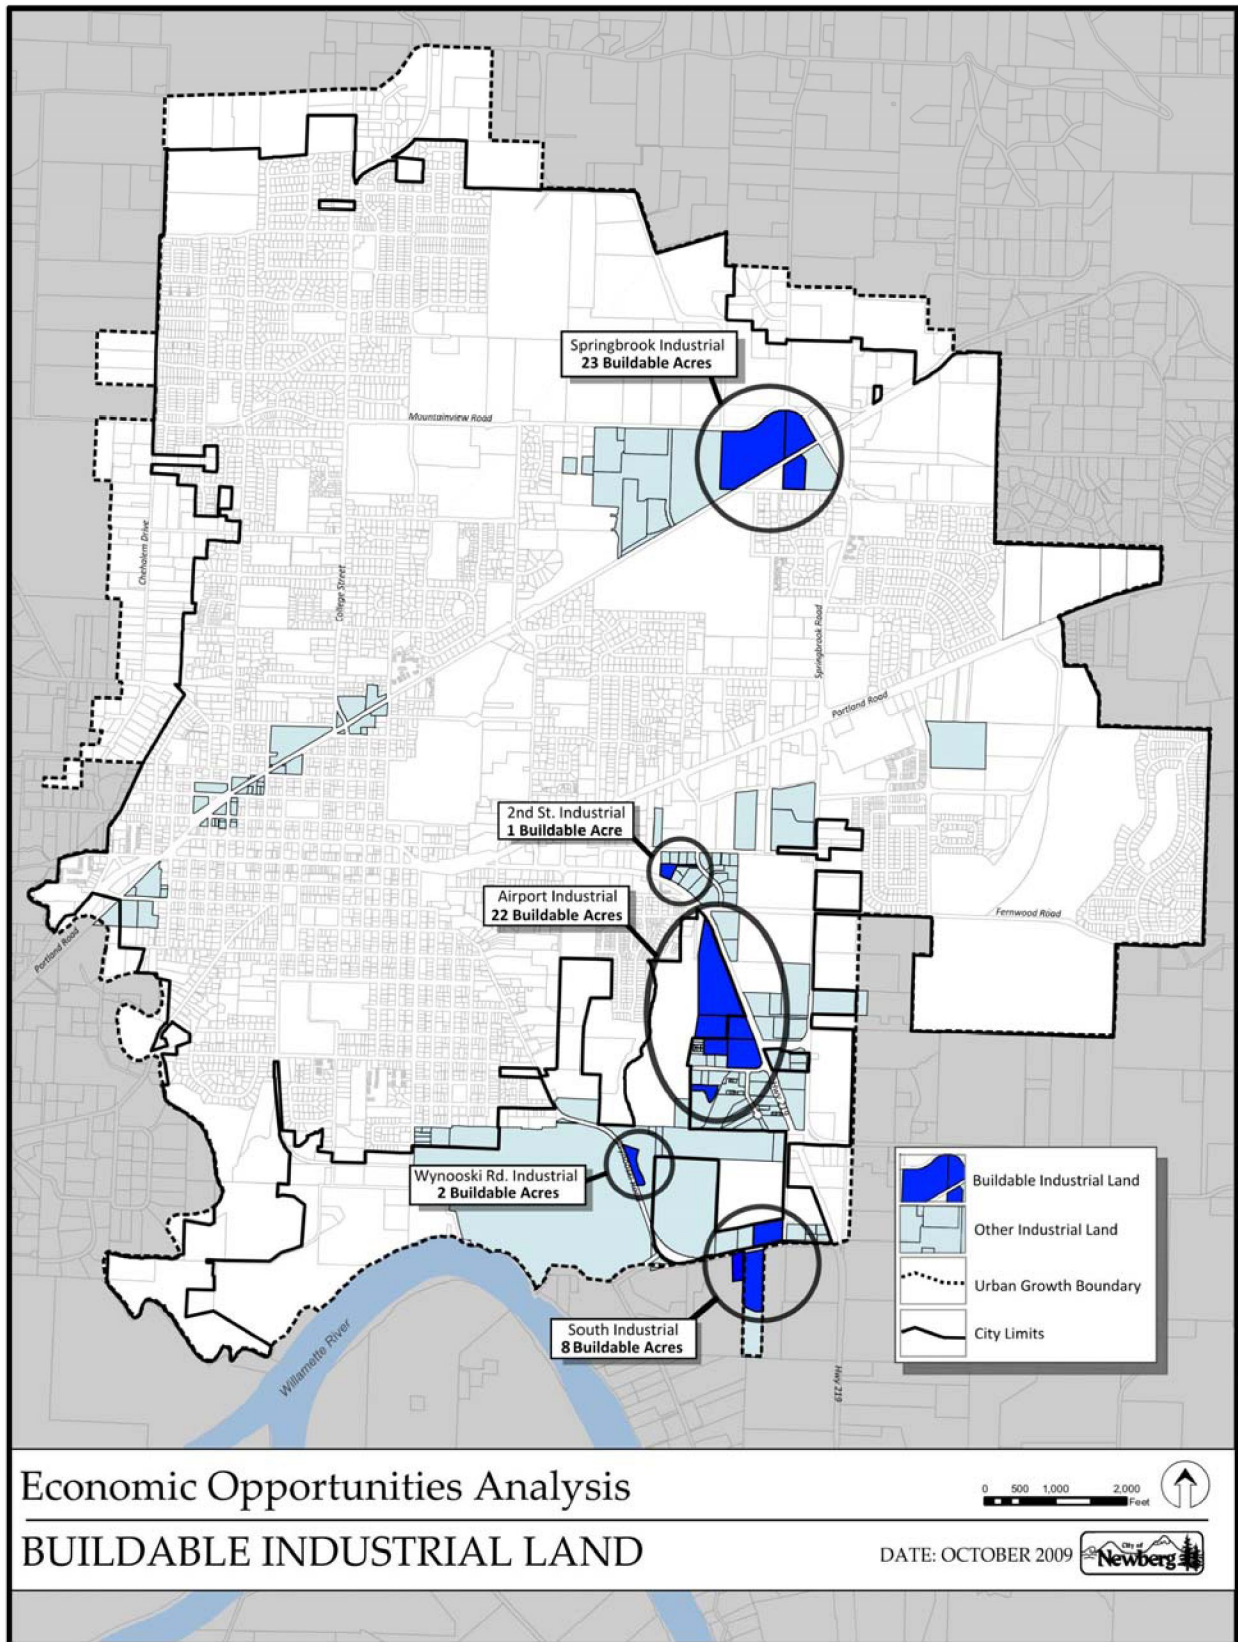 Springbrook Industrial
23 Buildable Acres
Mountainview Road
Chehalem Drive
College Street
Springbrook Road
Portland Road
2nd St. Industrial
1 Buildable Acre
Airport Industrial
22 Buildable Acres
Fernwood Road
Portland Road
Hwy 219
Wynooski Rd. Industrial
2 Buildable Acres
Buildable Industrial Land
Other Industrial Land
Urban Growth Boundary
City Limits
South Industrial
8 Buildable Acres
Willamette River
Hwy 219
Economic Opportunities Analysis
0 500 1,000 2,000
Feet
BUILDABLE INDUSTRIAL LAND
DATE: OCTOBER 2009
City of
Newberg